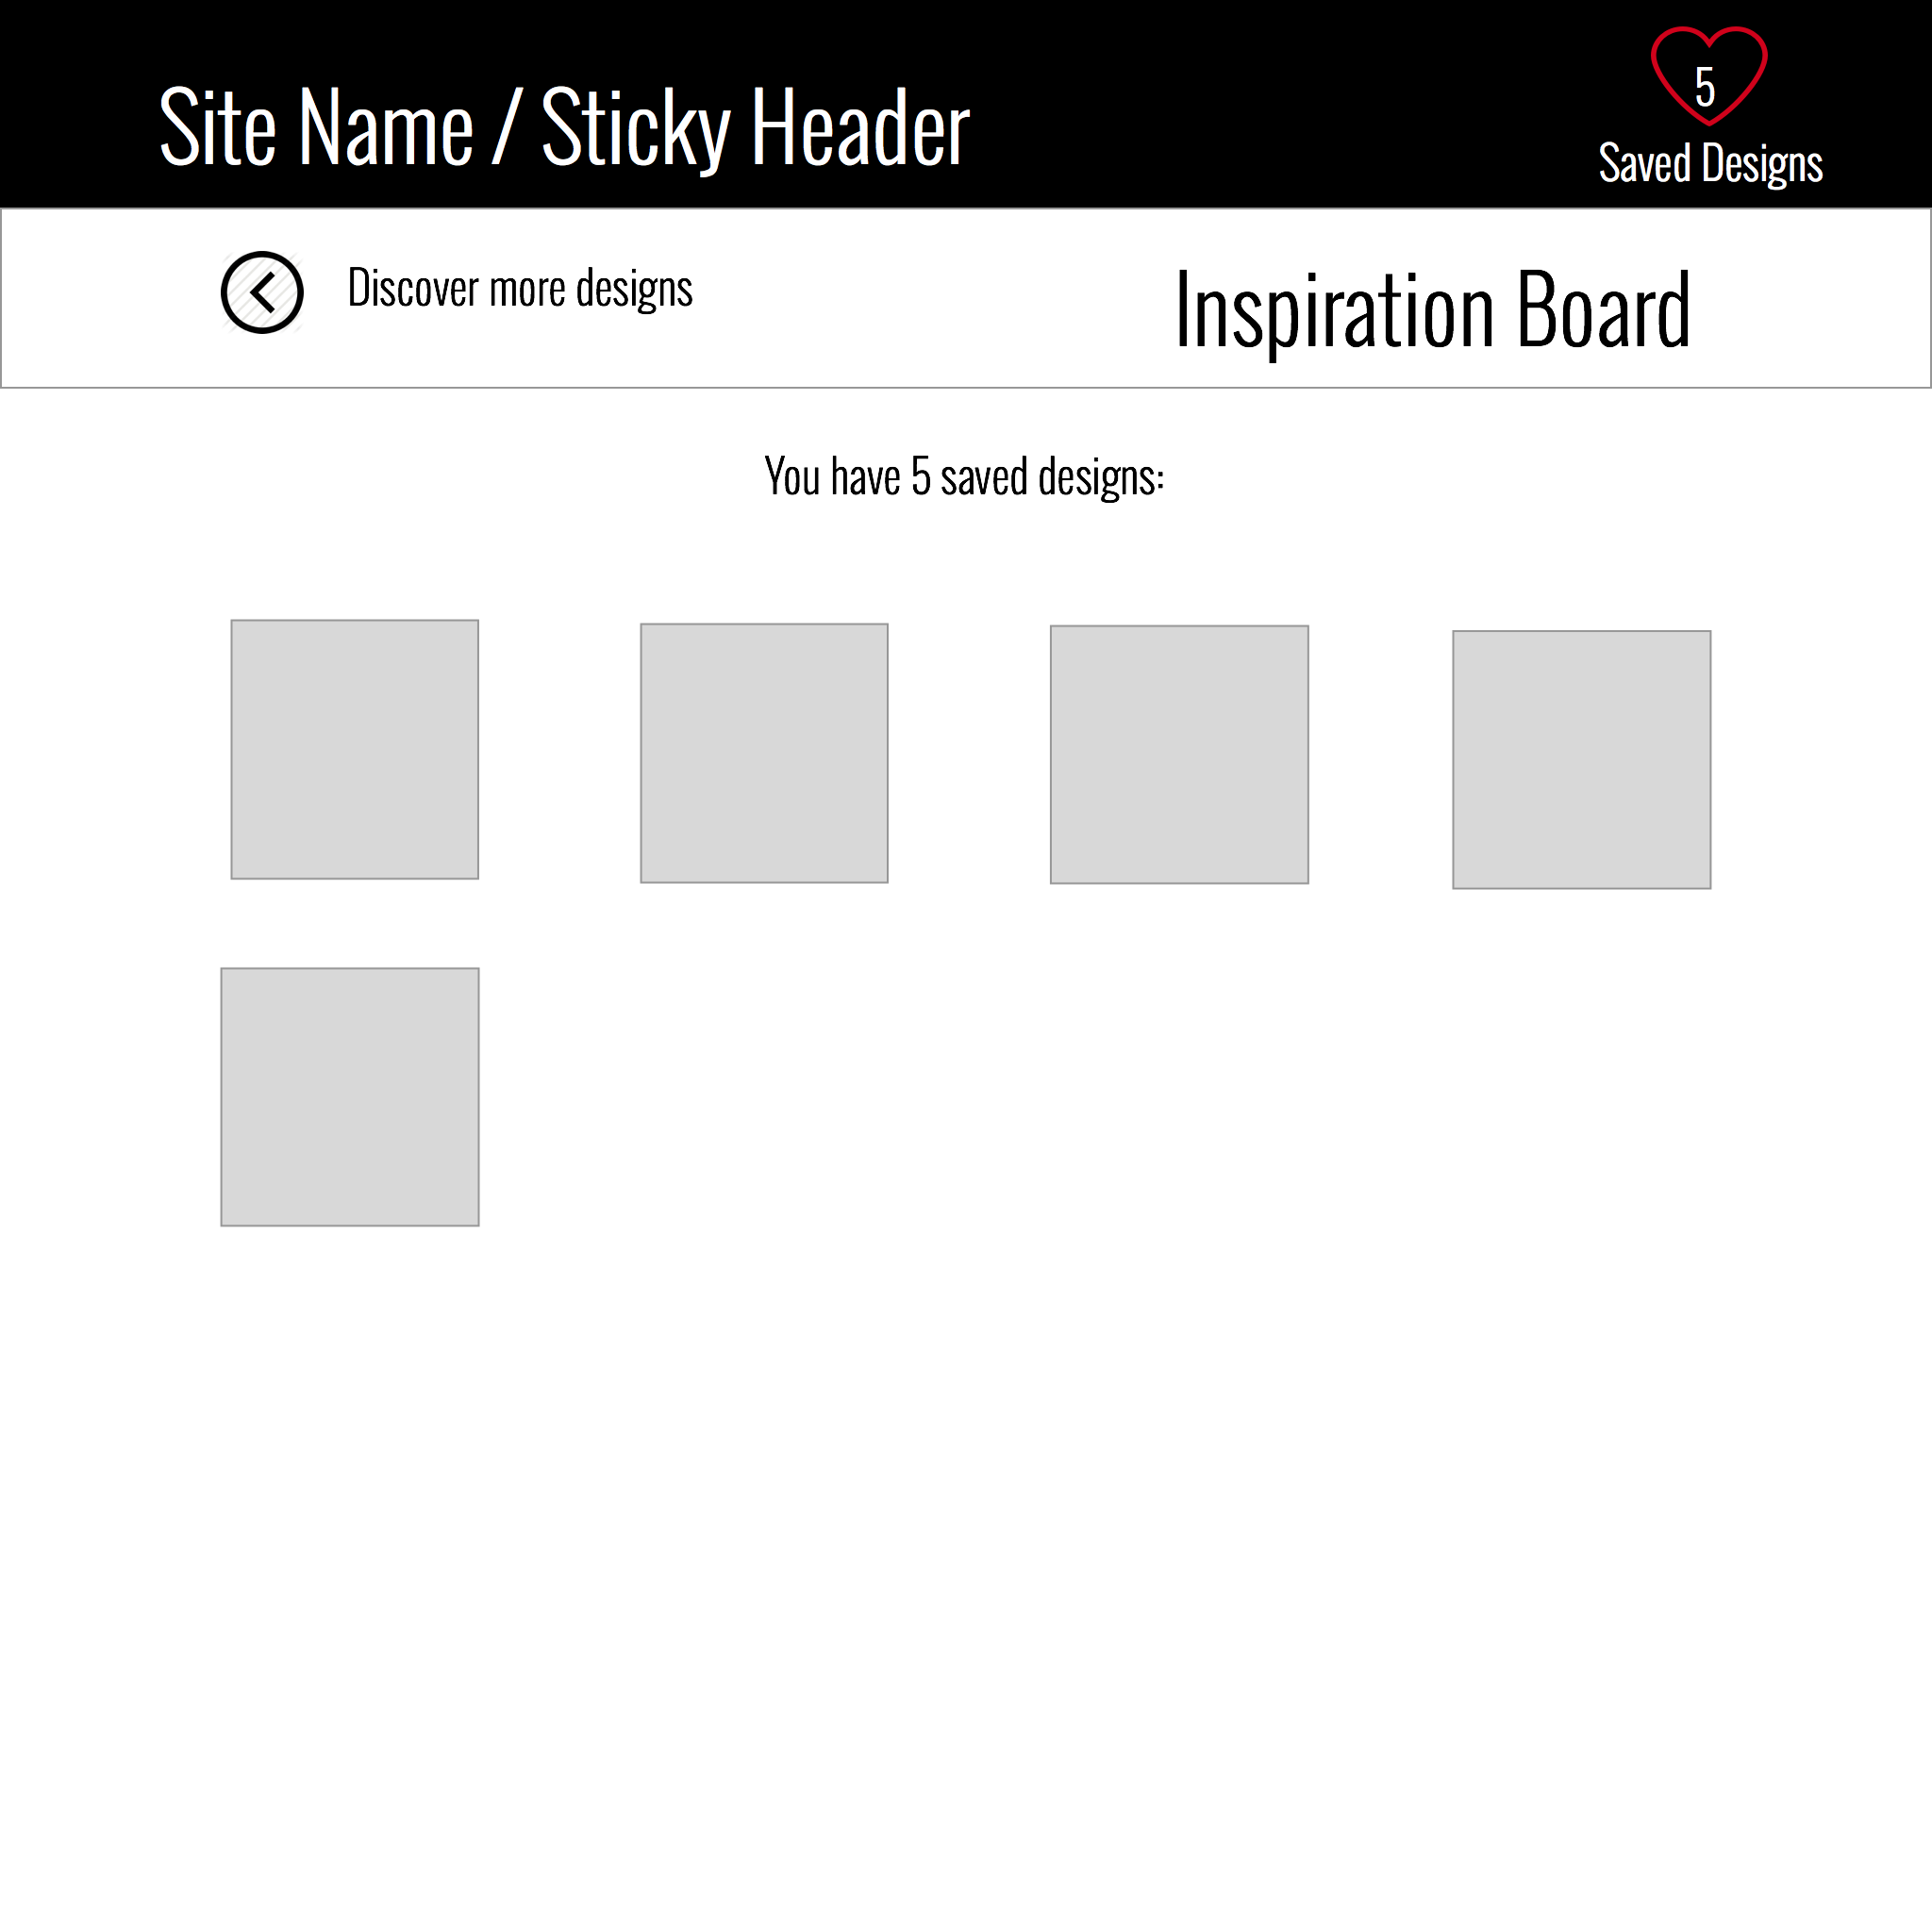 5
Site Name / Sticky Header
Saved Designs
Discover more designs
Inspiration Board
You have 5 saved designs: